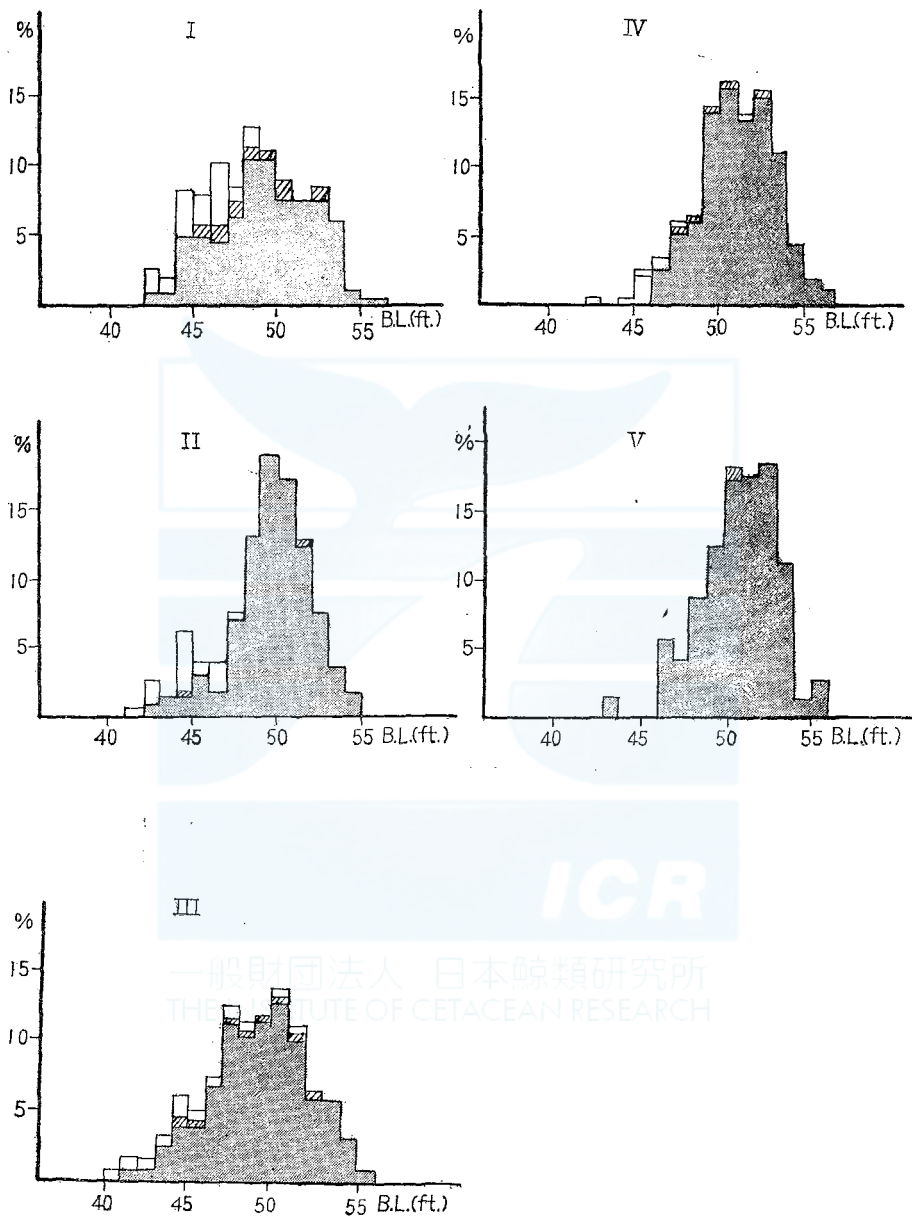 %
I
15
10
5
40 45 50 55 B.L.(ft.)
%
IV
15
10
5
40 45 50 55 B.L.(ft.)
%
II
15
10
5
40 45 50 55 B.L.(ft.)
%
V
15
10
5
40 45 50 55 B.L.(ft.)
%
III
15
10
5
40 45 50 55 B.L.(ft.)
ICR
一般財団法人 日本鯨類研究所
THE INSTITUTE OF CETACEAN RESEARCH